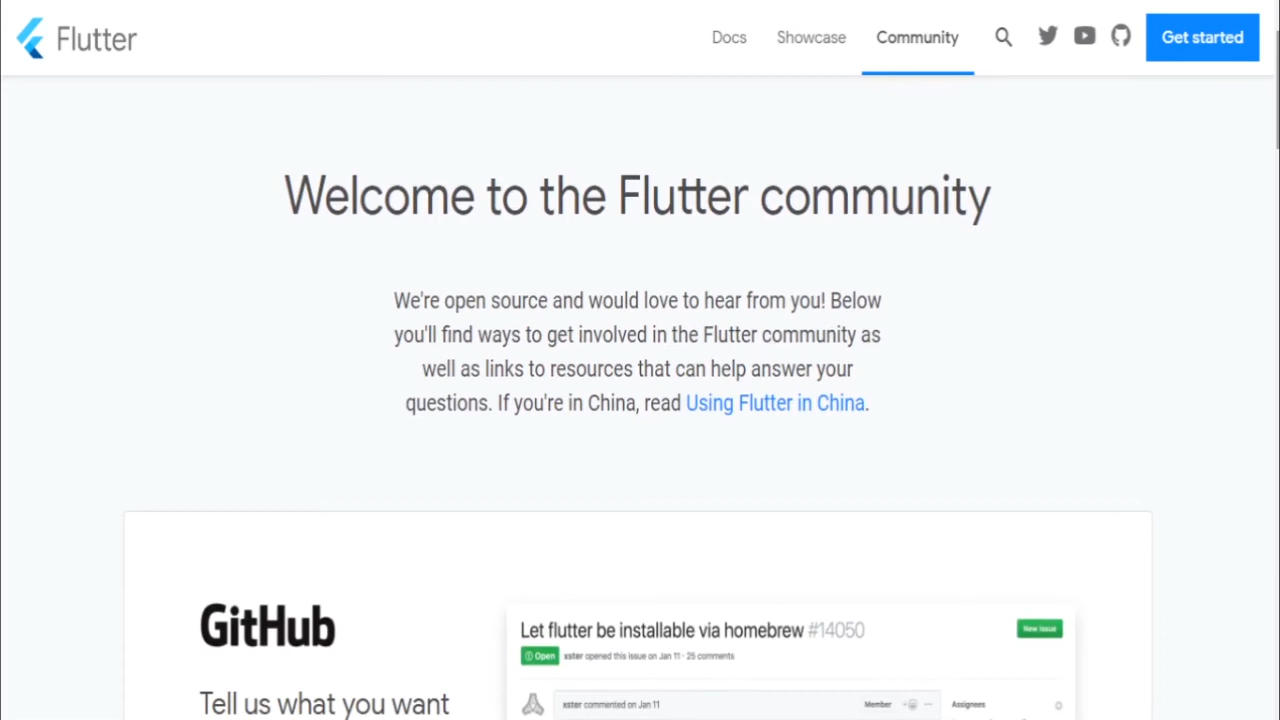 Flutter
Docs
Showcase
Community
Get started
Welcome to the Flutter community
We're open source and would love to hear from you! Below
you'll find ways to get involved in the Flutter community as
well as links to resources that can help answer your
questions. If you're in China, read Using Flutter in China.
GitHub
Tell us what you want
Let flutter be installable via homebrew #14050
New issue
Open
xster opened this issue on Jan 11 · 25 comments
xster commented on Jan 11
Member
Assignees